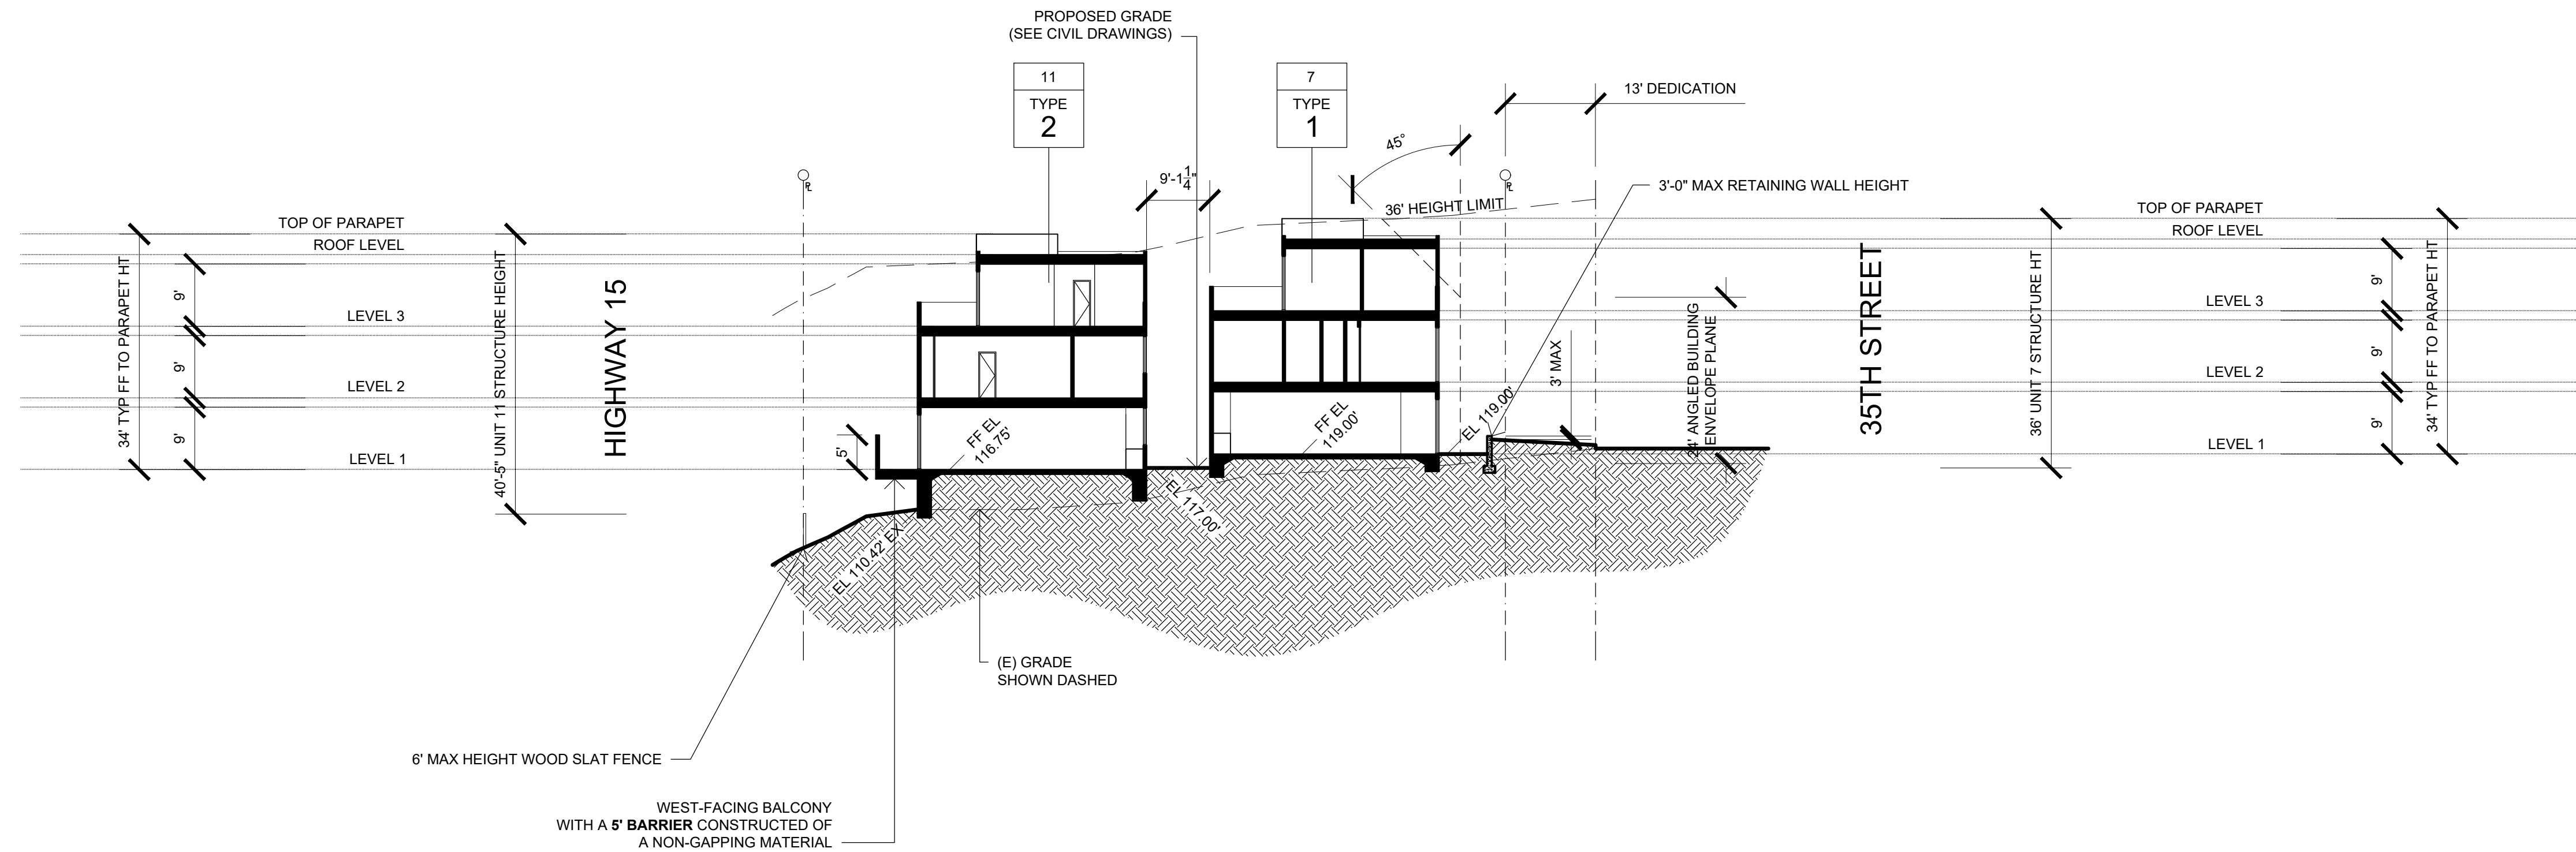 PROPOSED GRADE
(SEE CIVIL DRAWINGS)
11
TYPE
2
7
TYPE
1
13' DEDICATION
45°
9'-1 1/4"
3'-0" MAX RETAINING WALL HEIGHT
36' HEIGHT LIMIT
TOP OF PARAPET
ROOF LEVEL
LEVEL 3
LEVEL 2
LEVEL 1
34' TYP FF TO PARAPET HT
9'
9'
9'
40'-5" UNIT 11 STRUCTURE HEIGHT
HIGHWAY 15
5'
FF EL
116.75'
FF EL
119.00'
EL 119.00'
EL 117.00'
EL 110.42' EX
3' MAX
24' ANGLED BUILDING
ENVELOPE PLANE
35TH STREET
36' UNIT 7 STRUCTURE HT
TOP OF PARAPET
ROOF LEVEL
LEVEL 3
LEVEL 2
LEVEL 1
9'
9'
9'
34' TYP FF TO PARAPET HT
(E) GRADE
SHOWN DASHED
6' MAX HEIGHT WOOD SLAT FENCE
WEST-FACING BALCONY
WITH A 5' BARRIER CONSTRUCTED OF
A NON-GAPPING MATERIAL